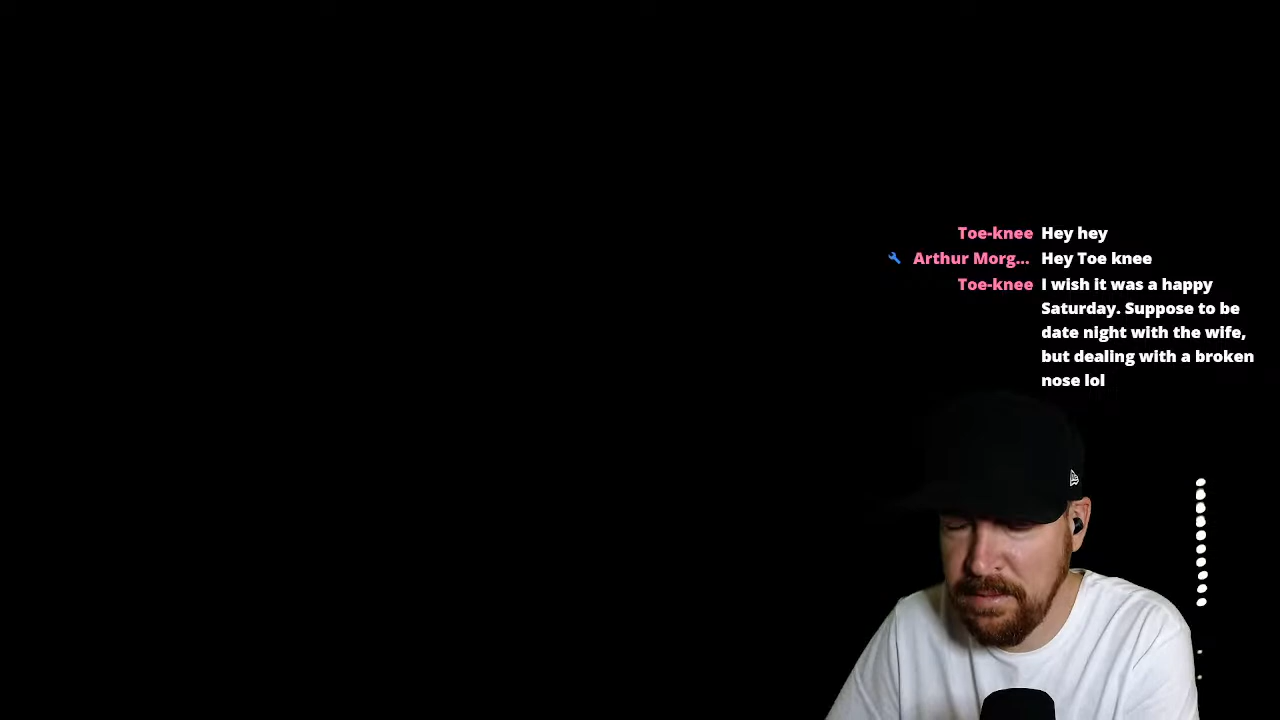 Toe-knee Hey hey
Arthur Morg... Hey Toe knee
Toe-knee I wish it was a happy
Saturday. Suppose to be
date night with the wife,
but dealing with a broken
nose lol